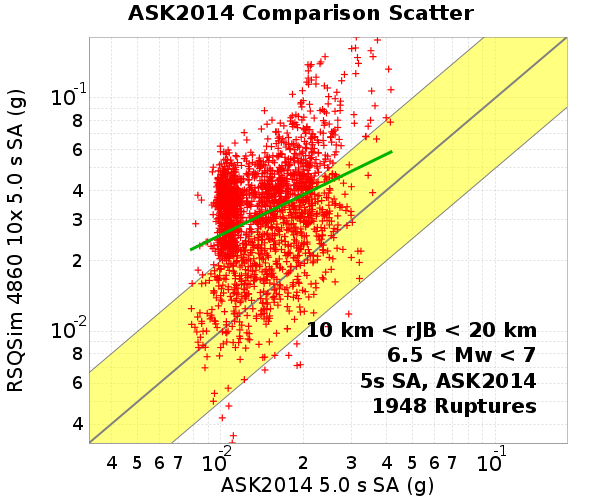 ASK2014 Comparison Scatter
RSQSim 4860 10x 5.0 s SA (g)
10⁻¹
8
6
4
3
2
10⁻²
8
6
4
10 km < rJB < 20 km
6.5 < Mw < 7
5s SA, ASK2014
1948 Ruptures
4 5 6 7 10⁻² 2 3 4 5 6 7 10⁻¹
ASK2014 5.0 s SA (g)